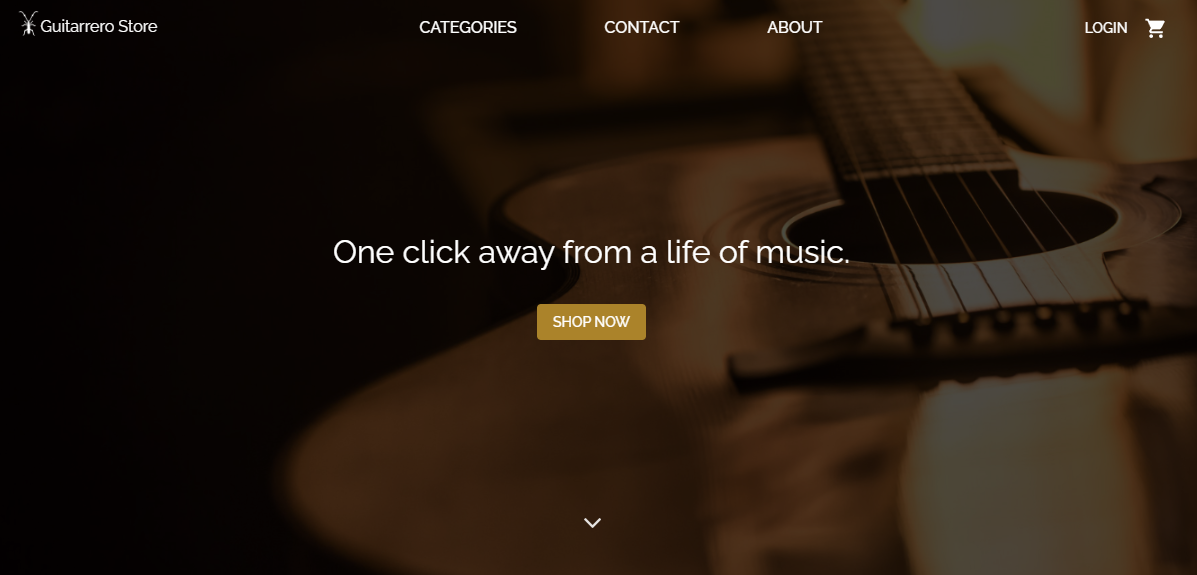 Guitarrero Store
CATEGORIES
CONTACT
ABOUT
LOGIN
One click away from a life of music.
SHOP NOW